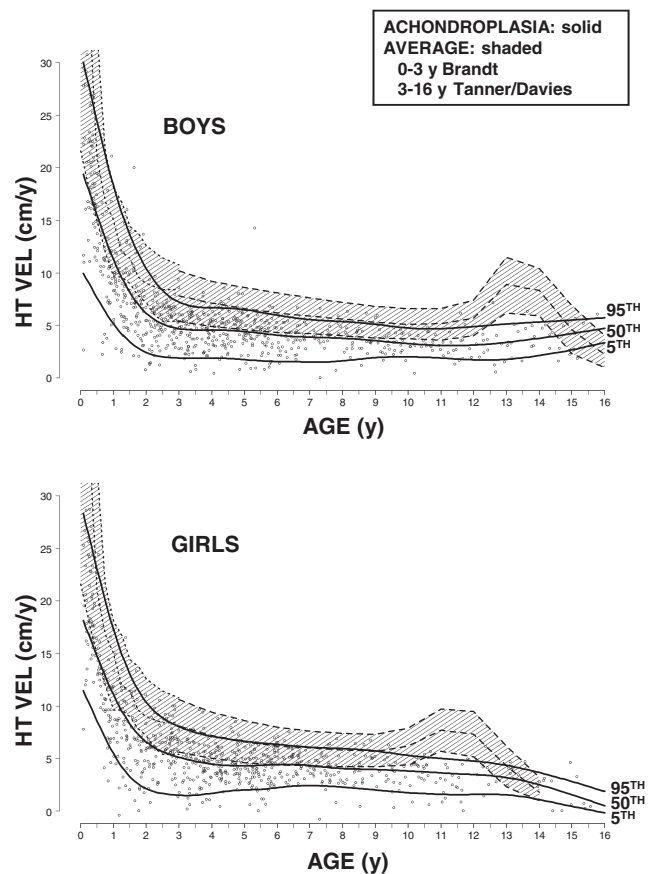 ACHONDROPLASIA: solid
AVERAGE: shaded
0-3 y Brandt
3-16 y Tanner/Davies
BOYS
HT VEL (cm/y)
30
25
20
15
10
5
0
95TH
50TH
5TH
0 1 2 3 4 5 6 7 8 9 10 11 12 13 14 15 16
AGE (y)
GIRLS
HT VEL (cm/y)
30
25
20
15
10
5
0
95TH
50TH
5TH
0 1 2 3 4 5 6 7 8 9 10 11 12 13 14 15 16
AGE (y)